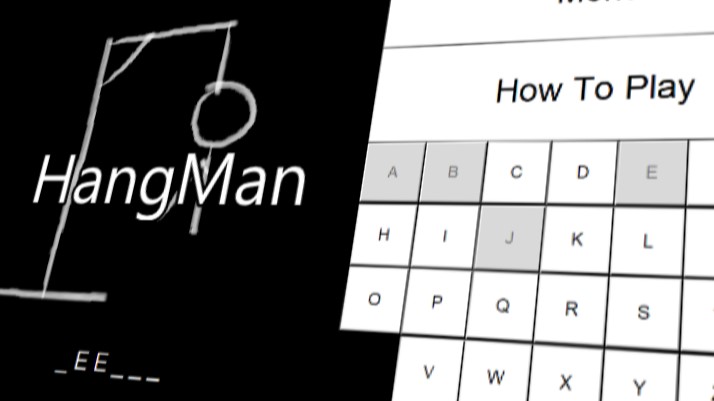 HangMan
_EE___
How To Play
A B C D E
H I J K L
O P Q R S
V W X Y